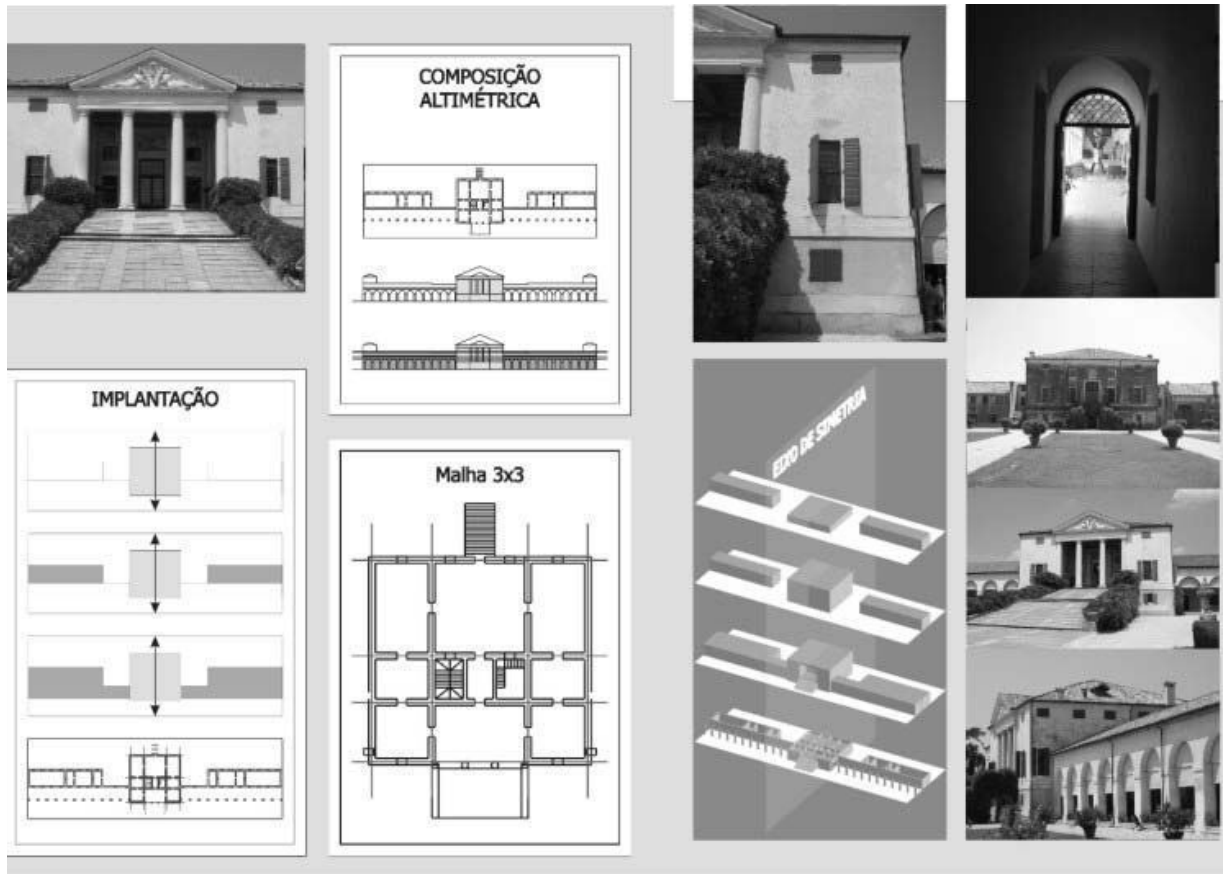 COMPOSIÇÃO
ALTIMÉTRICA
IMPLANTAÇÃO
Malha 3x3
EIXO DE SIMETRIA